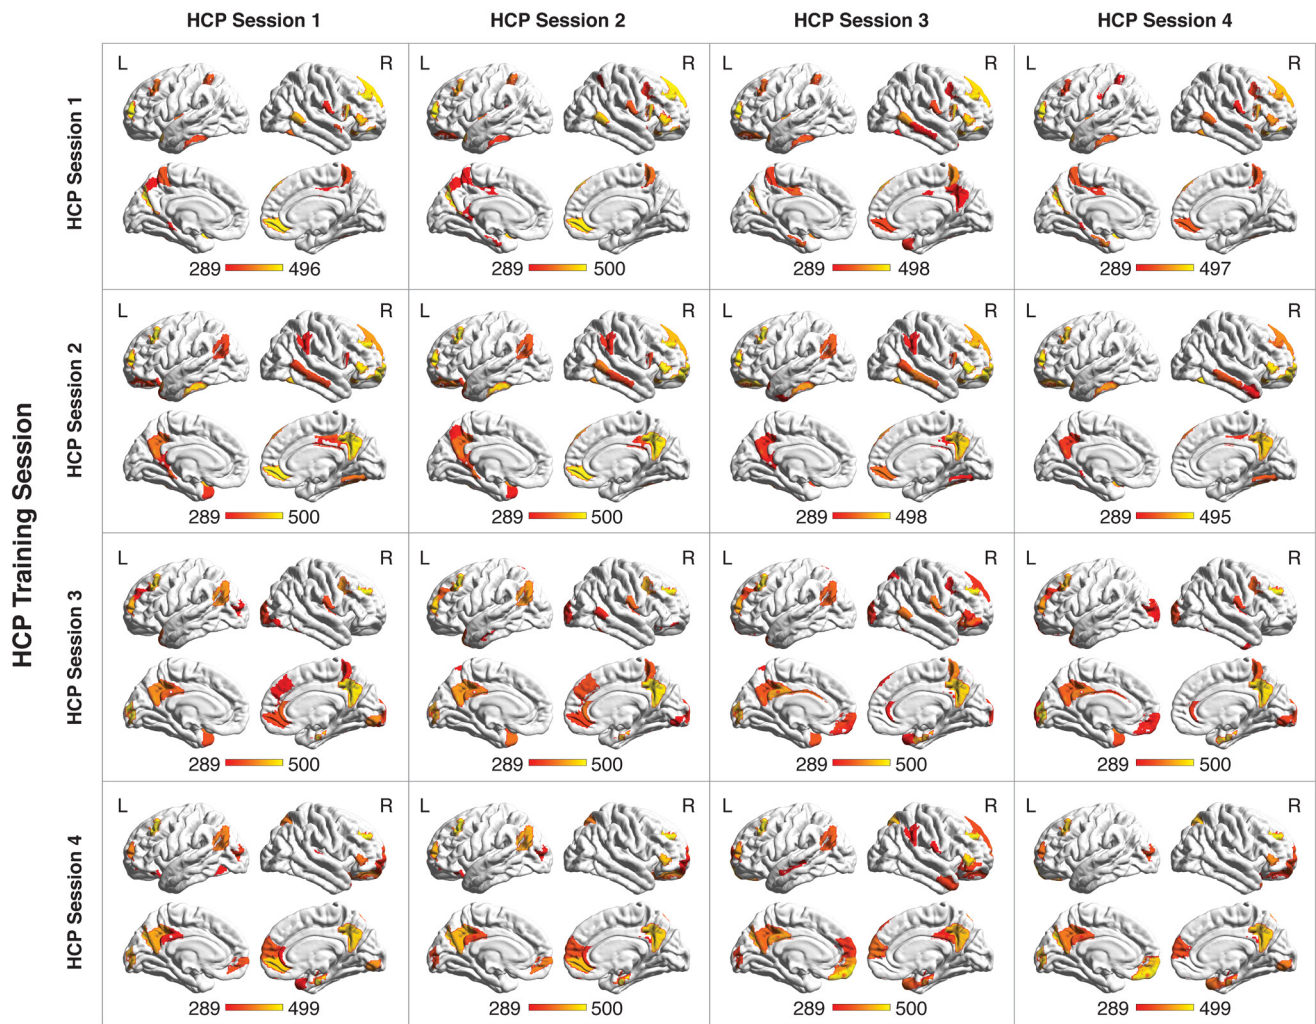 HCP Session 1 HCP Session 2 HCP Session 3 HCP Session 4
HCP Training Session
HCP Session 1
L R L R L R L R
289 496 289 500 289 498 289 497
HCP Session 2
L R L R L R L R
289 500 289 500 289 498 289 495
HCP Session 3
L R L R L R L R
289 500 289 500 289 500 289 500
HCP Session 4
L R L R L R L R
289 499 289 500 289 500 289 499